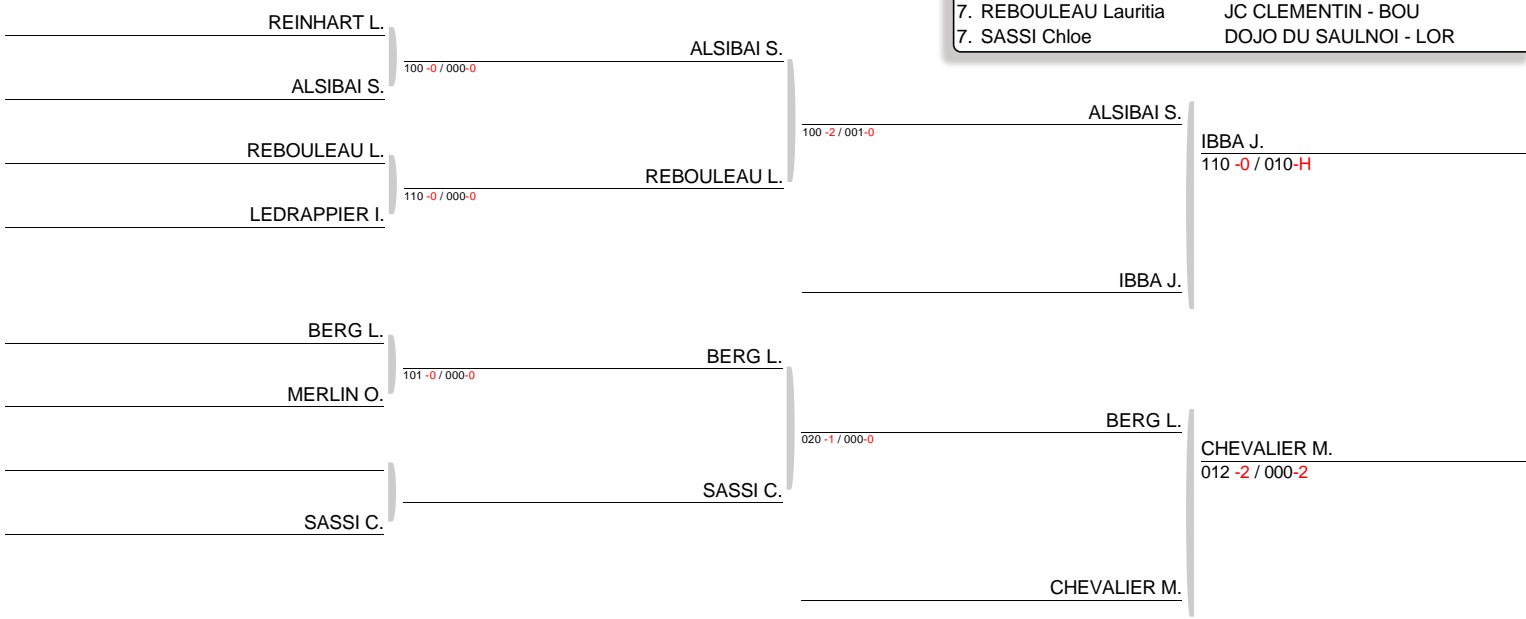 7. REBOULEAU Lauritia JC CLEMENTIN - BOU
7. SASSI Chloe DOJO DU SAULNOI - LOR
REINHART L.
ALSIBAI S.
100 -0 / 000-0
ALSIBAI S.
REBOULEAU L.
LEDRAPPIER I.
110 -0 / 000-0
REBOULEAU L.
ALSIBAI S.
100 -2 / 001-0
IBBA J.
IBBA J.
110 -0 / 010-H
BERG L.
MERLIN O.
BERG L.
101 -0 / 000-0
SASSI C.
SASSI C.
BERG L.
020 -1 / 000-0
CHEVALIER M.
CHEVALIER M.
012 -2 / 000-2